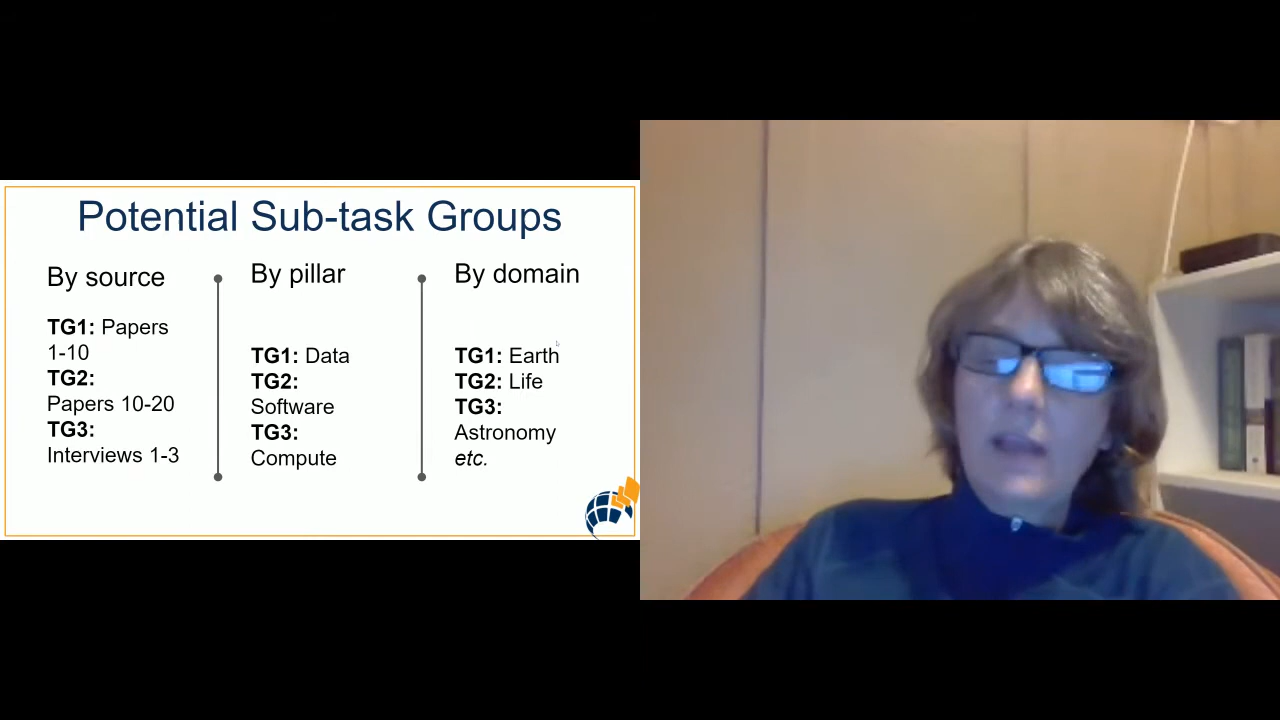 Potential Sub-task Groups
By source
TG1: Papers
1-10
TG2:
Papers 10-20
TG3:
Interviews 1-3
By pillar
TG1: Data
TG2:
Software
TG3:
Compute
By domain
TG1: Earth
TG2: Life
TG3:
Astronomy
etc.